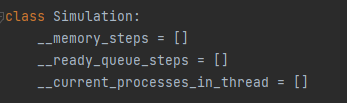 class Simulation:
    __memory_steps = []
    __ready_queue_steps = []
    __current_processes_in_thread = []